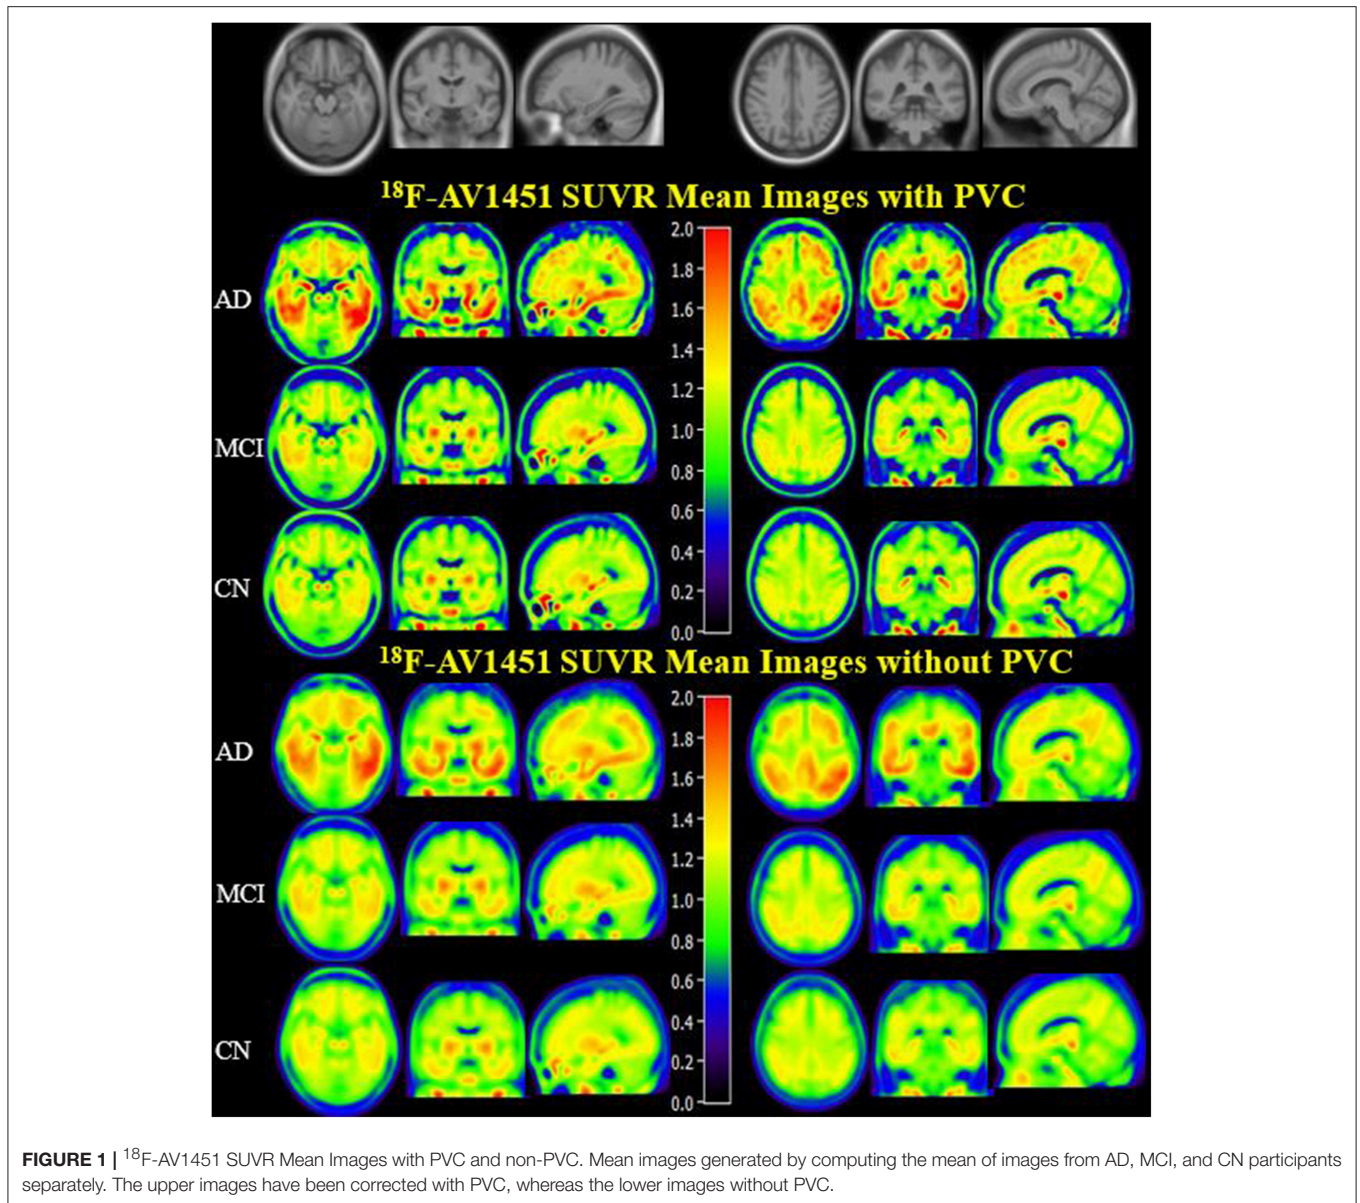 ¹⁸F-AV1451 SUVR Mean Images with PVC
2.0
1.8
AD
1.6
1.4
1.2
MCI
1.0
0.8
0.6
0.4
CN
0.2
0.0
¹⁸F-AV1451 SUVR Mean Images without PVC
2.0
1.8
AD
1.6
1.4
1.2
MCI
1.0
0.8
0.6
0.4
CN
0.2
0.0
FIGURE 1 | ¹⁸F-AV1451 SUVR Mean Images with PVC and non-PVC. Mean images generated by computing the mean of images from AD, MCI, and CN participants
separately. The upper images have been corrected with PVC, whereas the lower images without PVC.